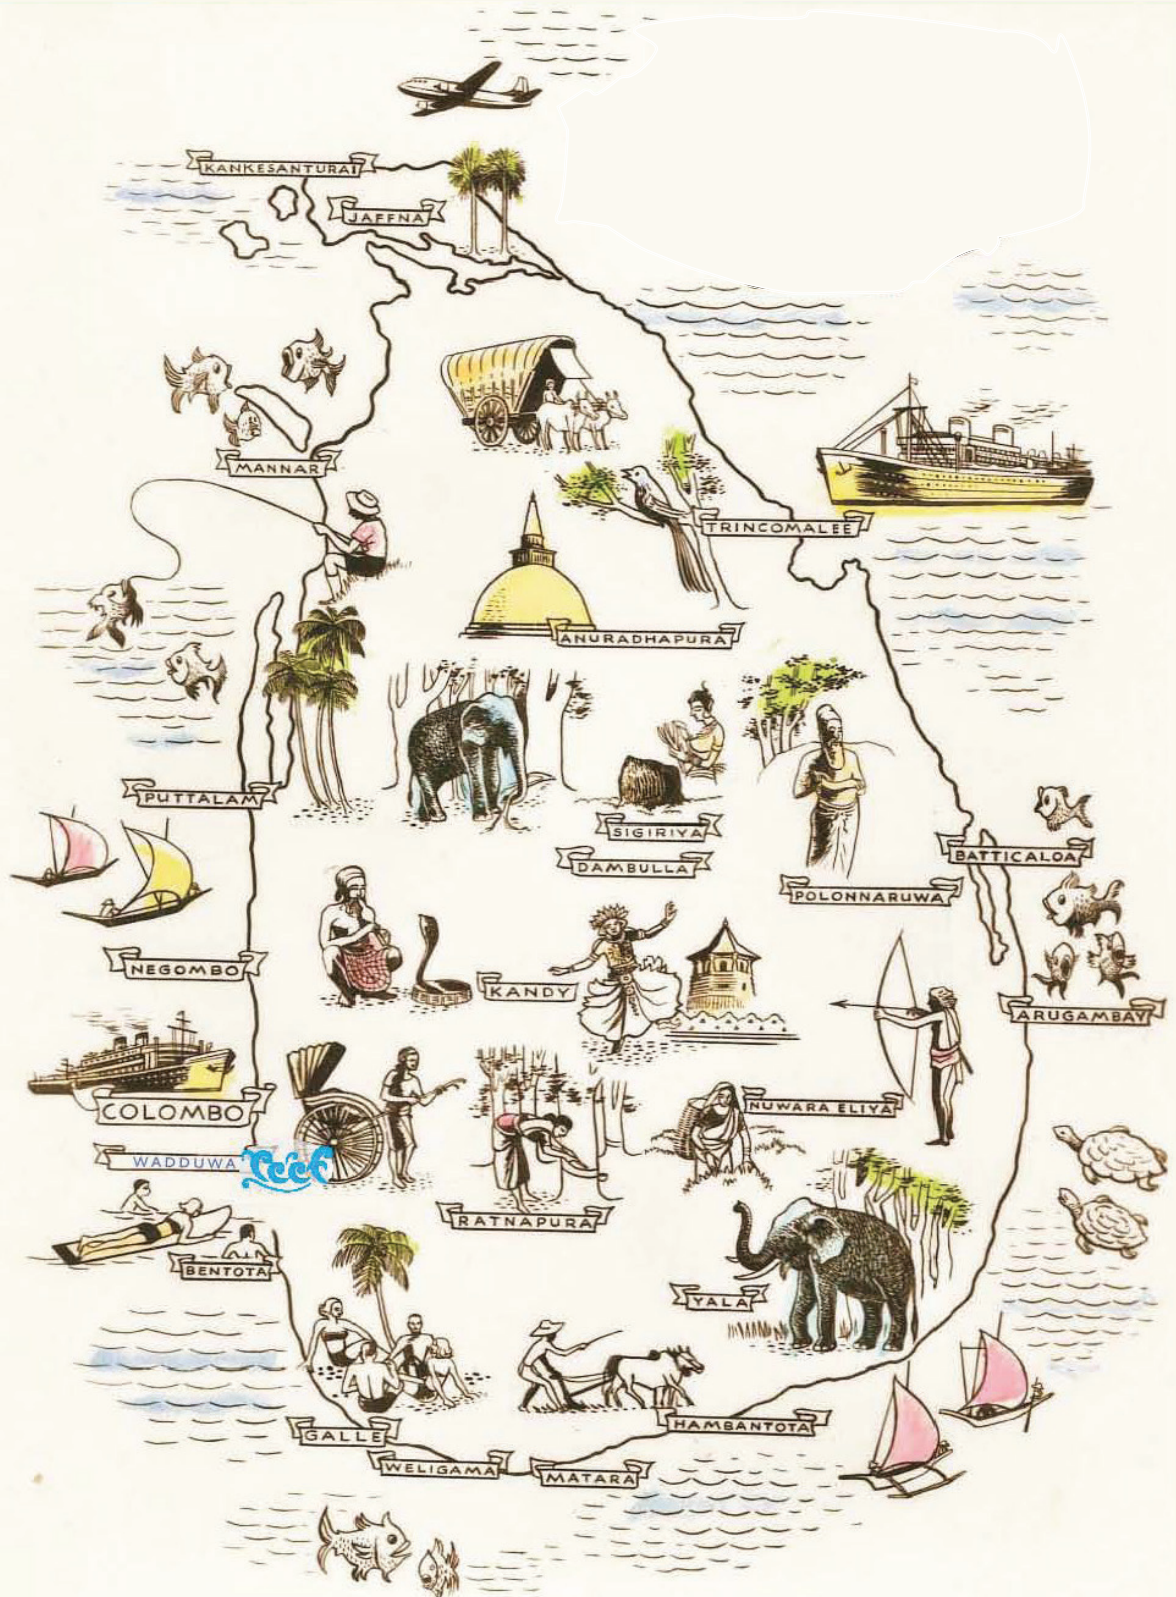 KANKESANTURAI
JAFFNA
MANNAR
TRINCOMALEE
ANURADHAPURA
PUTTALAM
SIGIRIYA
DAMBULLA
BATTICALOA
POLONNARUWA
NEGOMBO
KANDY
ARUGAMBAY
COLOMBO
NUWARA ELIYA
WADDUWA reef
RATNAPURA
BENTOTA
YALA
GALLE
HAMBANTOTA
WELIGAMA
MATARA